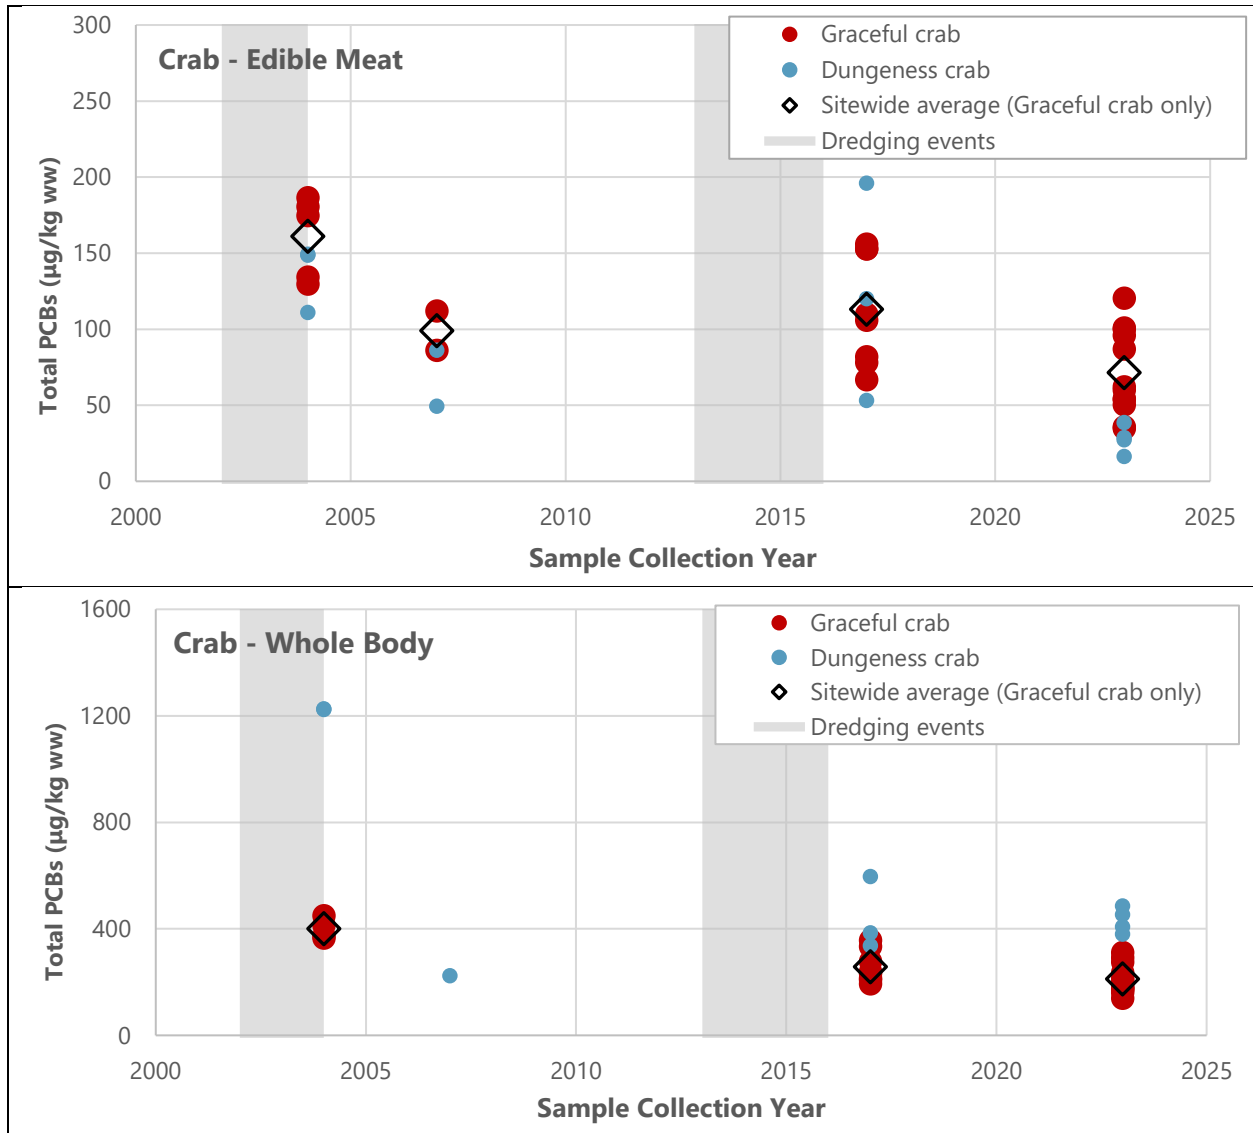 Crab - Edible Meat
Graceful crab
Dungeness crab
Sitewide average (Graceful crab only)
Dredging events
Total PCBs (µg/kg ww)
300
250
200
150
100
50
0
2000 2005 2010 2015 2020 2025
Sample Collection Year
Crab - Whole Body
Graceful crab
Dungeness crab
Sitewide average (Graceful crab only)
Dredging events
Total PCBs (µg/kg ww)
1600
1200
800
400
0
2000 2005 2010 2015 2020 2025
Sample Collection Year